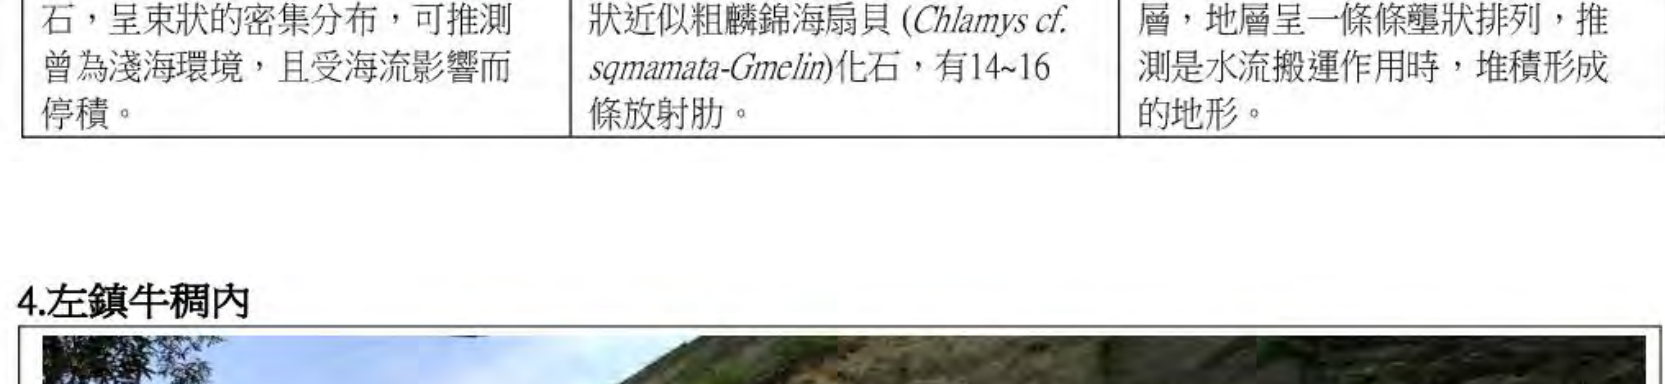 石，呈束狀的密集分布，可推測
曾為淺海環境，且受海流影響而
停積。
狀近似粗麟錦海扇貝 (Chlamys cf.
sqmamata-Gmelin)化石，有14~16
條放射肋。
層，地層呈一條條壟狀排列，推
測是水流搬運作用時，堆積形成
的地形。
4.左鎮牛稠內